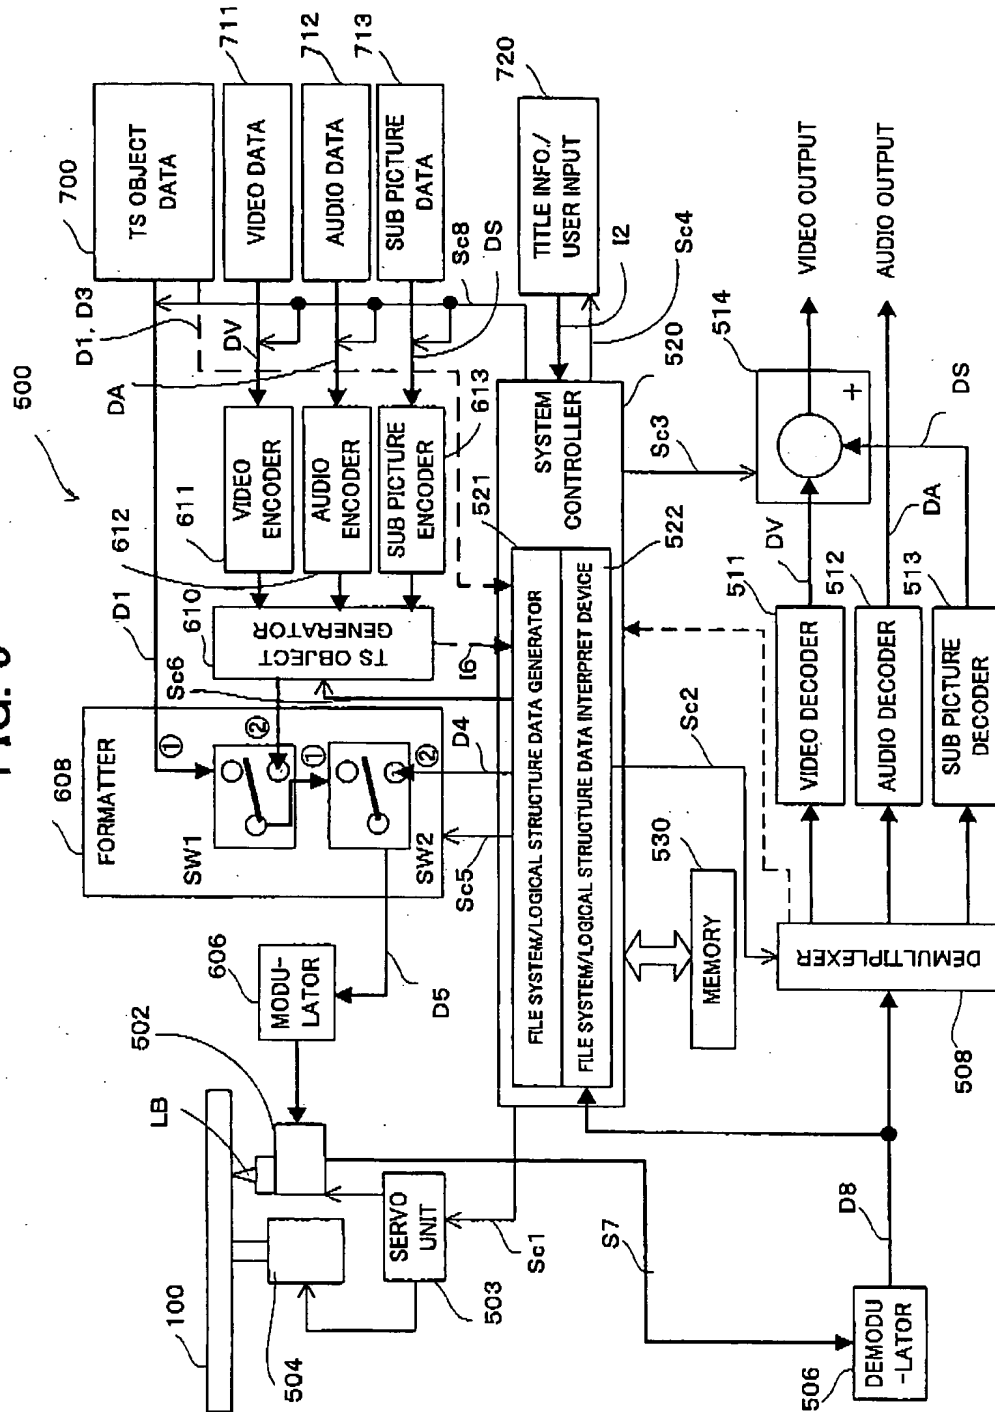 500
100
LB
502
606
MODU-
LATOR
504
SERVO
UNIT
503
Sc1
D5
S7
608
FORMATTER
SW1
SW2
①
②
①
②
Sc5
Sc6
D4
D1
612
611
610
TS OBJECT
GENERATOR
I6
VIDEO
ENCODER
AUDIO
ENCODER
SUB PICTURE
ENCODER
613
DA
DV
D1, D3
700
TS OBJECT
DATA
VIDEO DATA
711
AUDIO DATA
712
SUB PICTURE
DATA
713
DS
Sc8
720
TITLE INFO./
USER INPUT
I2
Sc4
520
521
SYSTEM
CONTROLLER
FILE SYSTEM/LOGICAL STRUCTURE DATA GENERATOR
FILE SYSTEM/LOGICAL STRUCTURE DATA INTERPRET DEVICE
522
Sc3
Sc2
530
MEMORY
514
+
VIDEO OUTPUT
AUDIO OUTPUT
DS
DA
DV
511
VIDEO DECODER
512
AUDIO DECODER
513
SUB PICTURE
DECODER
DEMULTIPLEXER
508
D8
DEMODU
-LATOR
506